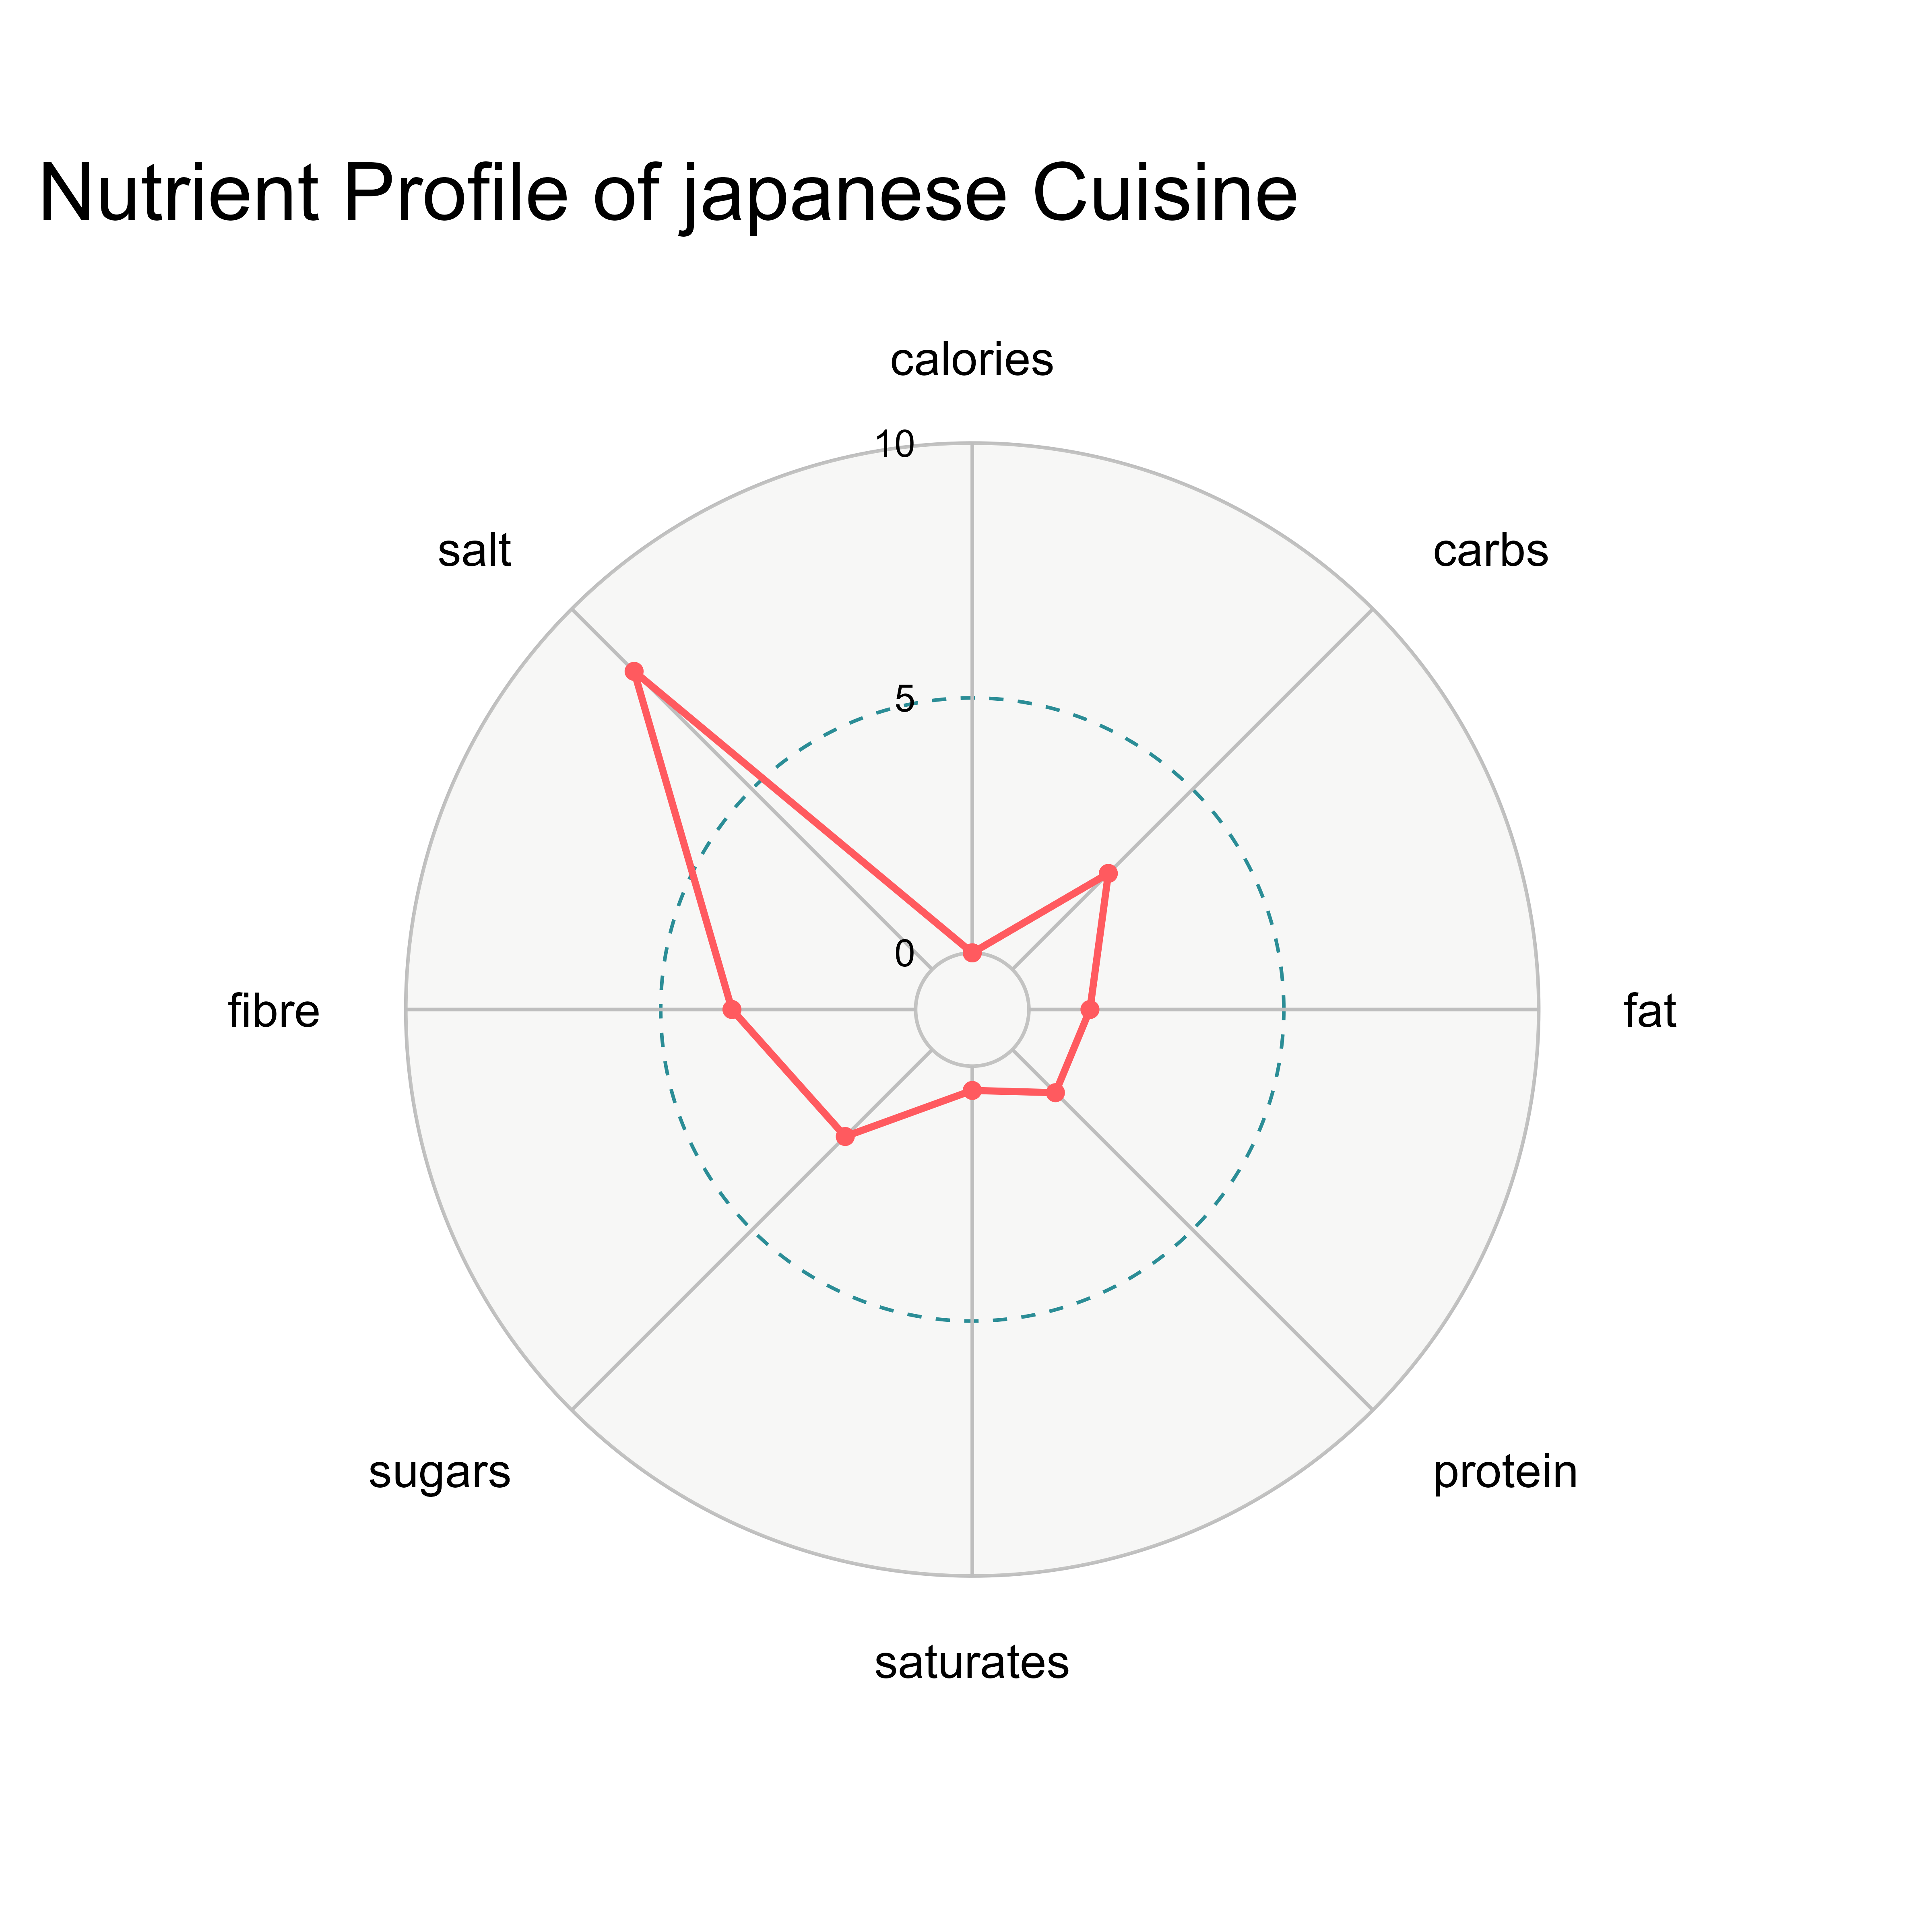 Nutrient Profile of japanese Cuisine
calories
10
salt
carbs
5
0
fibre
fat
sugars
protein
saturates